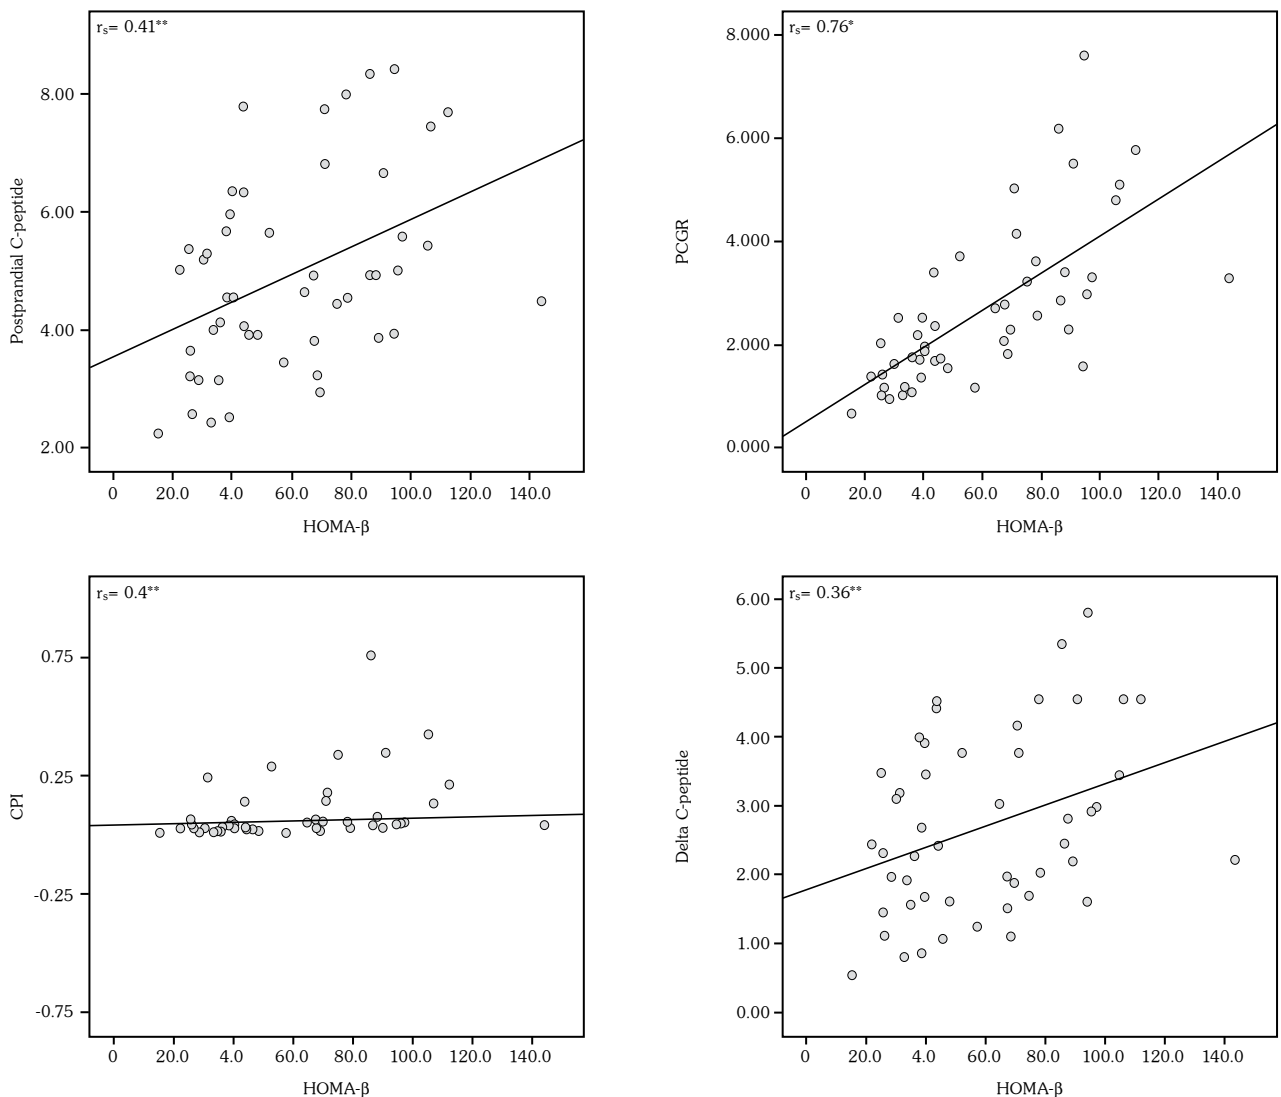 rs= 0.41**
8.00
6.00
4.00
2.00
Postprandial C-peptide
0 20.0 4.0 60.0 80.0 100.0 120.0 140.0
HOMA-β
rs= 0.76*
8.000
6.000
4.000
2.000
0.000
PCGR
0 20.0 4.0 60.0 80.0 100.0 120.0 140.0
HOMA-β
rs= 0.4**
0.75
0.25
-0.25
-0.75
CPI
0 20.0 4.0 60.0 80.0 100.0 120.0 140.0
HOMA-β
rs= 0.36**
6.00
5.00
4.00
3.00
2.00
1.00
0.00
Delta C-peptide
0 20.0 4.0 60.0 80.0 100.0 120.0 140.0
HOMA-β